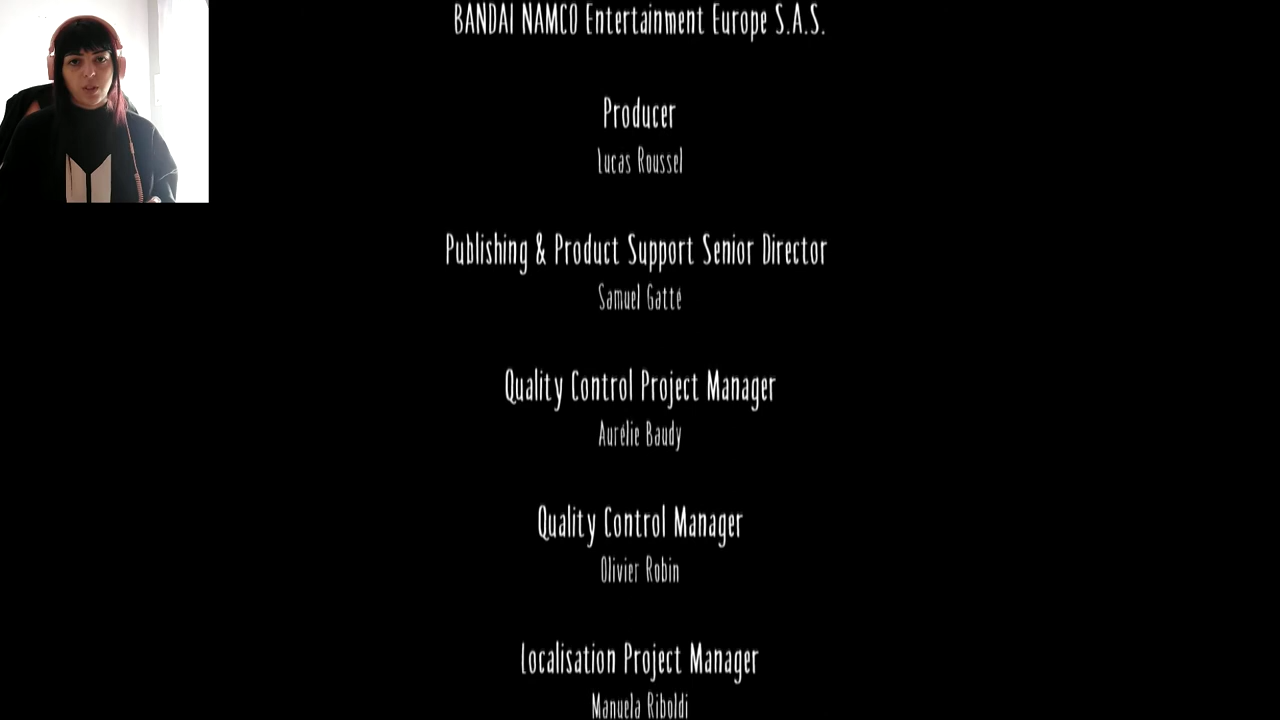 BANDAI NAMCO Entertainment Europe S.A.S.
Producer
Lucas Roussel
Publishing & Product Support Senior Director
Samuel Gatté
Quality Control Project Manager
Aurélie Baudy
Quality Control Manager
Olivier Robin
Localisation Project Manager
Manuela Riboldi